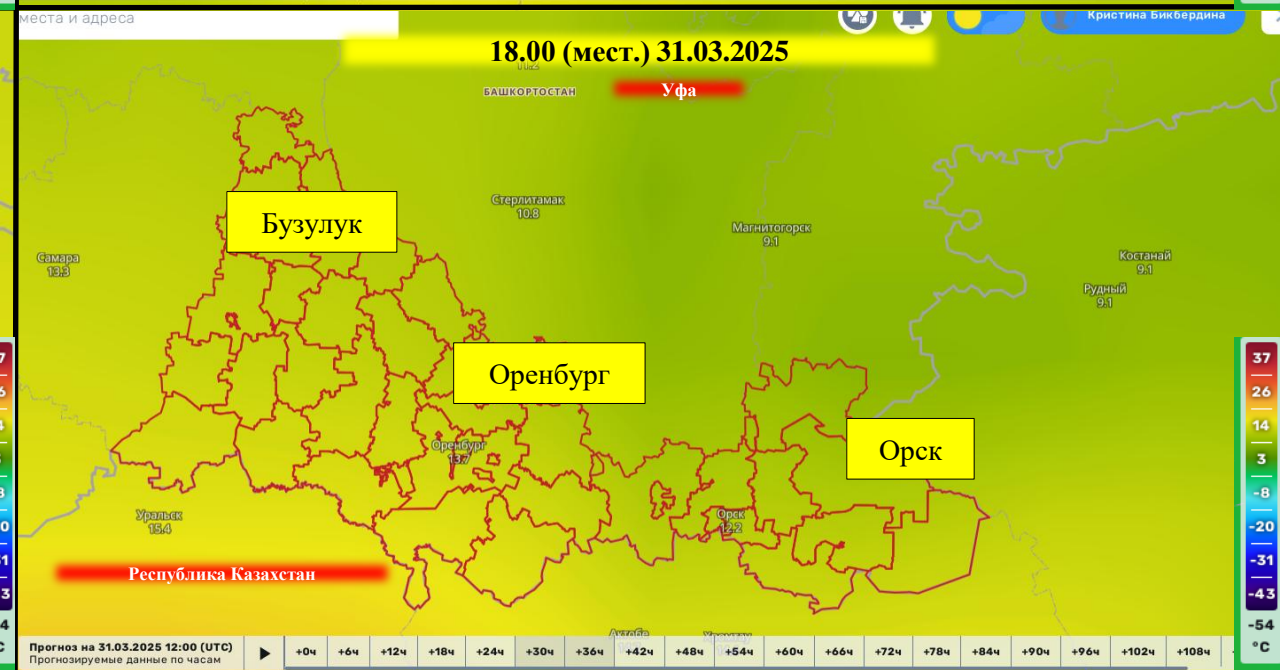 места и адреса
Кристина Бикбердина
18.00 (мест.) 31.03.2025
11.2
БАШКОРТОСТАН
Уфа
Бузулук
Стерлитамак
10.8
Магнитогорск
9.1
Самара
13.3
Костанай
9.1
Рудный
9.1
Оренбург
Оренбург
13.7
Орск
Уральск
15.4
Орск
12.2
Республика Казахстан
Актобе
Хромтау
37
26
14
3
-8
-20
-31
-43
-54
°C
Прогноз на 31.03.2025 12:00 (UTC)
Прогнозируемые данные по часам
+0ч +6ч +12ч +18ч +24ч +30ч +36ч +42ч +48ч +54ч +60ч +66ч +72ч +78ч +84ч +90ч +96ч +102ч +108ч